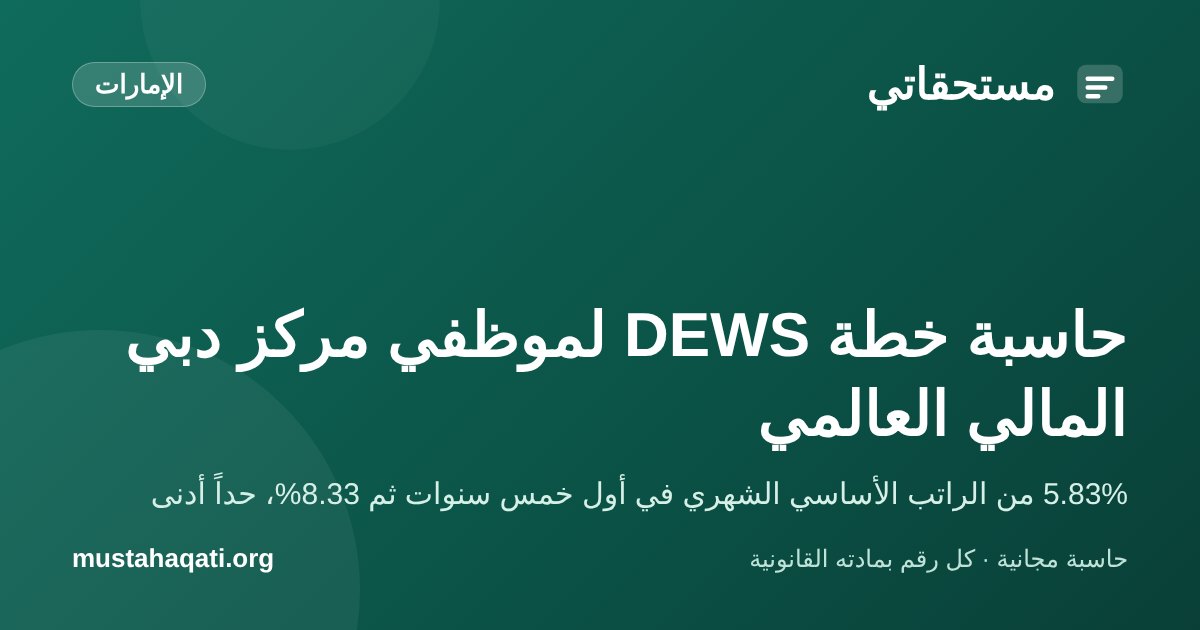 مستحقاتي
الإمارات
حاسبة خطة DEWS لموظفي مركز دبي
المالي العالمي
5.83% من الراتب الأساسي الشهري في أول خمس سنوات ثم 8.33%، حداً أدنى
حاسبة مجانية · كل رقم بمادته القانونية
mustahaqati.org